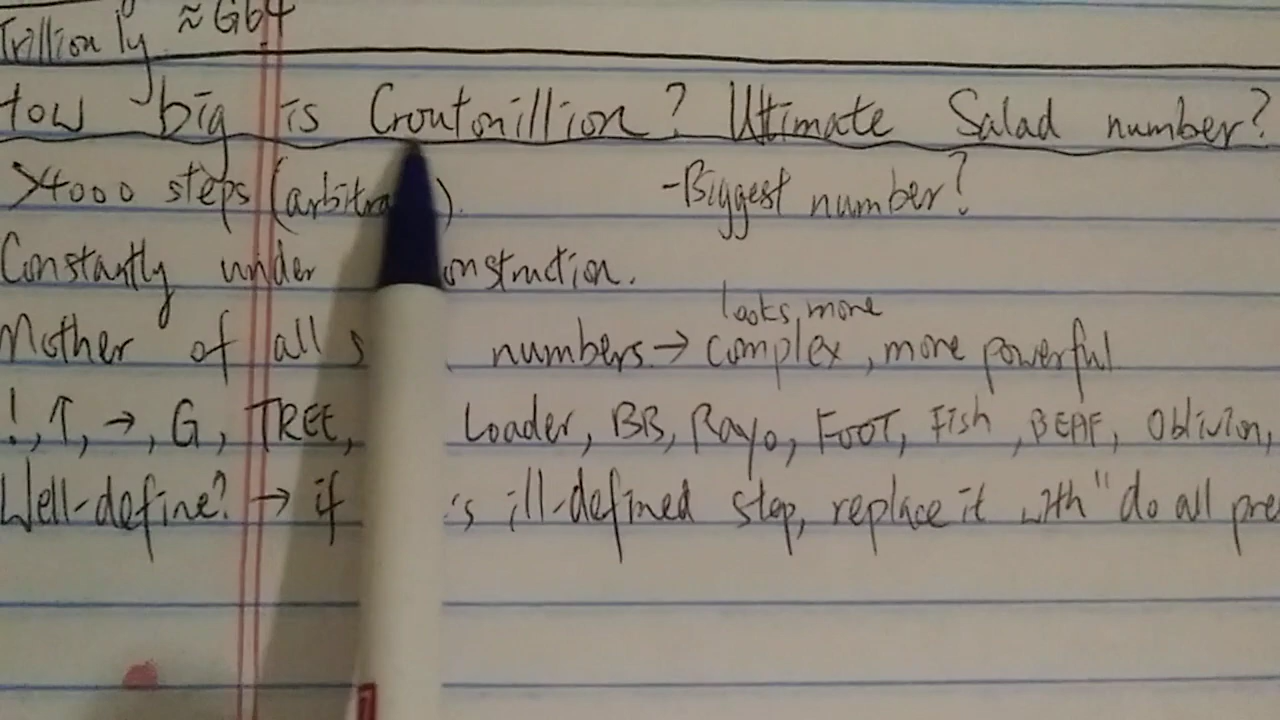 Trillion ly ≈G64
How big is Croutonillion? Ultimate Salad number?
>4000 steps -Biggest number?
Constantly under construction.
looks more
Mother of all numbers → complex, more powerful
!, ↑, →, G, TREE, Loader, BB, Rayo, FOOT, Fish, BEAF, Oblivion,
Well-define? → if 's ill-defined step, replace it with "do all pre